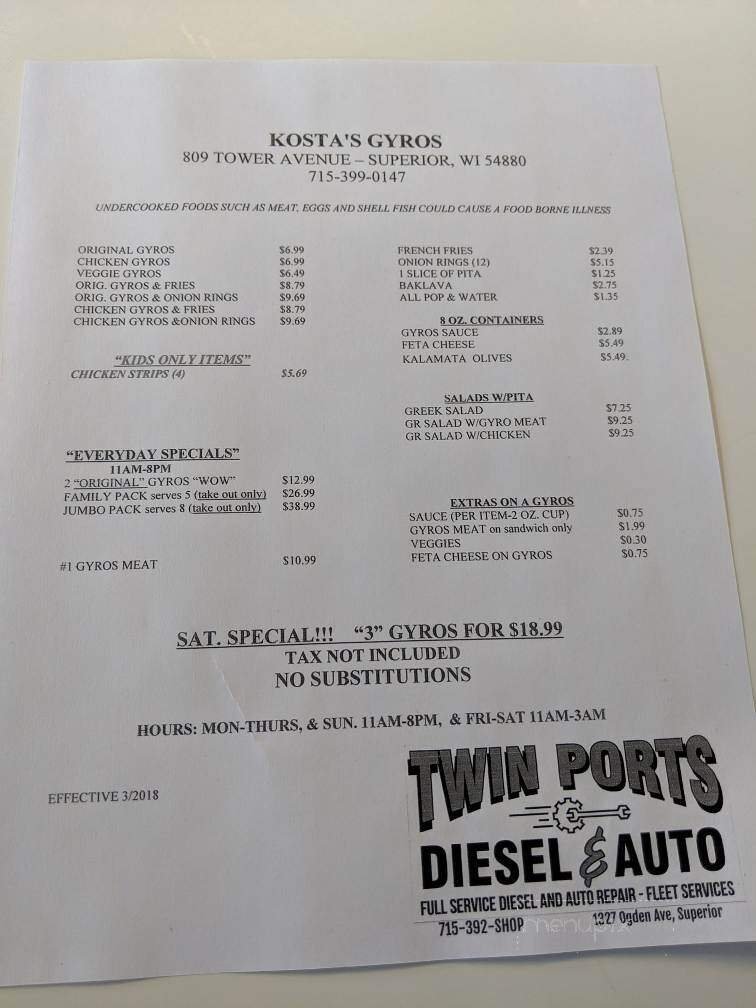 KOSTA'S GYROS
809 TOWER AVENUE – SUPERIOR, WI 54880
715-399-0147
UNDERCOOKED FOODS SUCH AS MEAT, EGGS AND SHELL FISH COULD CAUSE A FOOD BORNE ILLNESS
ORIGINAL GYROS $6.99
CHICKEN GYROS $6.99
VEGGIE GYROS $6.49
ORIG. GYROS & FRIES $8.79
ORIG. GYROS & ONION RINGS $9.69
CHICKEN GYROS & FRIES $8.79
CHICKEN GYROS &ONION RINGS $9.69
"KIDS ONLY ITEMS"
CHICKEN STRIPS (4) $5.69
"EVERYDAY SPECIALS"
11AM-8PM
2 "ORIGINAL" GYROS "WOW" $12.99
FAMILY PACK serves 5 (take out only) $26.99
JUMBO PACK serves 8 (take out only) $38.99
#1 GYROS MEAT $10.99
FRENCH FRIES $2.39
ONION RINGS (12) $5.15
1 SLICE OF PITA $1.25
BAKLAVA $2.75
ALL POP & WATER $1.35
8 OZ. CONTAINERS
GYROS SAUCE $2.89
FETA CHEESE $5.49
KALAMATA OLIVES $5.49.
SALADS W/PITA
GREEK SALAD $7.25
GR SALAD W/GYRO MEAT $9.25
GR SALAD W/CHICKEN $9.25
EXTRAS ON A GYROS
SAUCE (PER ITEM-2 OZ. CUP) $0.75
GYROS MEAT on sandwich only $1.99
VEGGIES $0.30
FETA CHEESE ON GYROS $0.75
SAT. SPECIAL!!! "3" GYROS FOR $18.99
TAX NOT INCLUDED
NO SUBSTITUTIONS
HOURS: MON-THURS, & SUN. 11AM-8PM, & FRI-SAT 11AM-3AM
EFFECTIVE 3/2018
TWIN PORTS
DIESEL & AUTO
FULL SERVICE DIESEL AND AUTO REPAIR - FLEET SERVICES
715-392-SHOP 1327 Ogden Ave, Superior
menupix